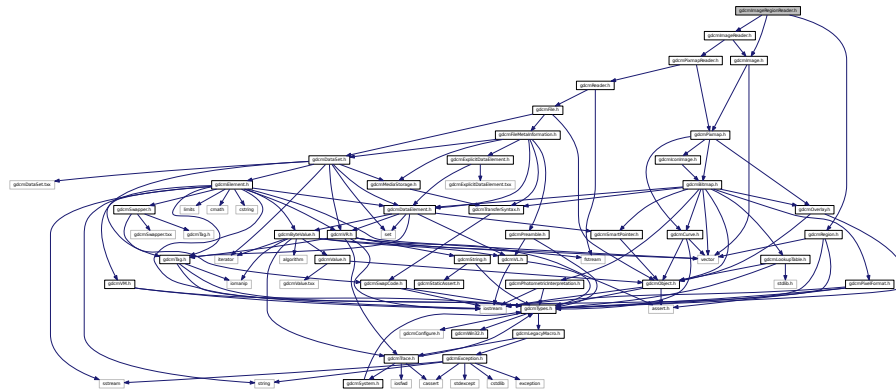 gdcmImageRegionReader.h
gdcmImageReader.h
gdcmPixmapReader.h
gdcmImage.h
gdcmReader.h
gdcmFile.h
gdcmFileMetaInformation.h
gdcmPixmap.h
gdcmDataSet.h
gdcmExplicitDataElement.h
gdcmIconImage.h
gdcmDataSet.txx
gdcmElement.h
gdcmMediaStorage.h
gdcmExplicitDataElement.txx
gdcmBitmap.h
gdcmSwapper.h
limits
cmath
cstring
gdcmDataElement.h
gdcmTransferSyntax.h
gdcmOverlay.h
gdcmSwapper.txx
gdcmTag.h
gdcmByteValue.h
gdcmVR.h
set
gdcmPreamble.h
gdcmSmartPointer.h
gdcmCurve.h
gdcmRegion.h
gdcmTag.h
iterator
algorithm
gdcmValue.h
gdcmString.h
gdcmVL.h
fstream
vector
gdcmLookupTable.h
gdcmVM.h
iomanip
gdcmValue.txx
gdcmSwapCode.h
gdcmStaticAssert.h
gdcmPhotometricInterpretation.h
gdcmObject.h
stdlib.h
gdcmPixelFormat.h
iostream
gdcmTypes.h
assert.h
gdcmConfigure.h
gdcmWin32.h
gdcmLegacyMacro.h
gdcmTrace.h
gdcmException.h
sstream
string
gdcmSystem.h
iosfwd
cassert
stdexcept
cstdlib
exception